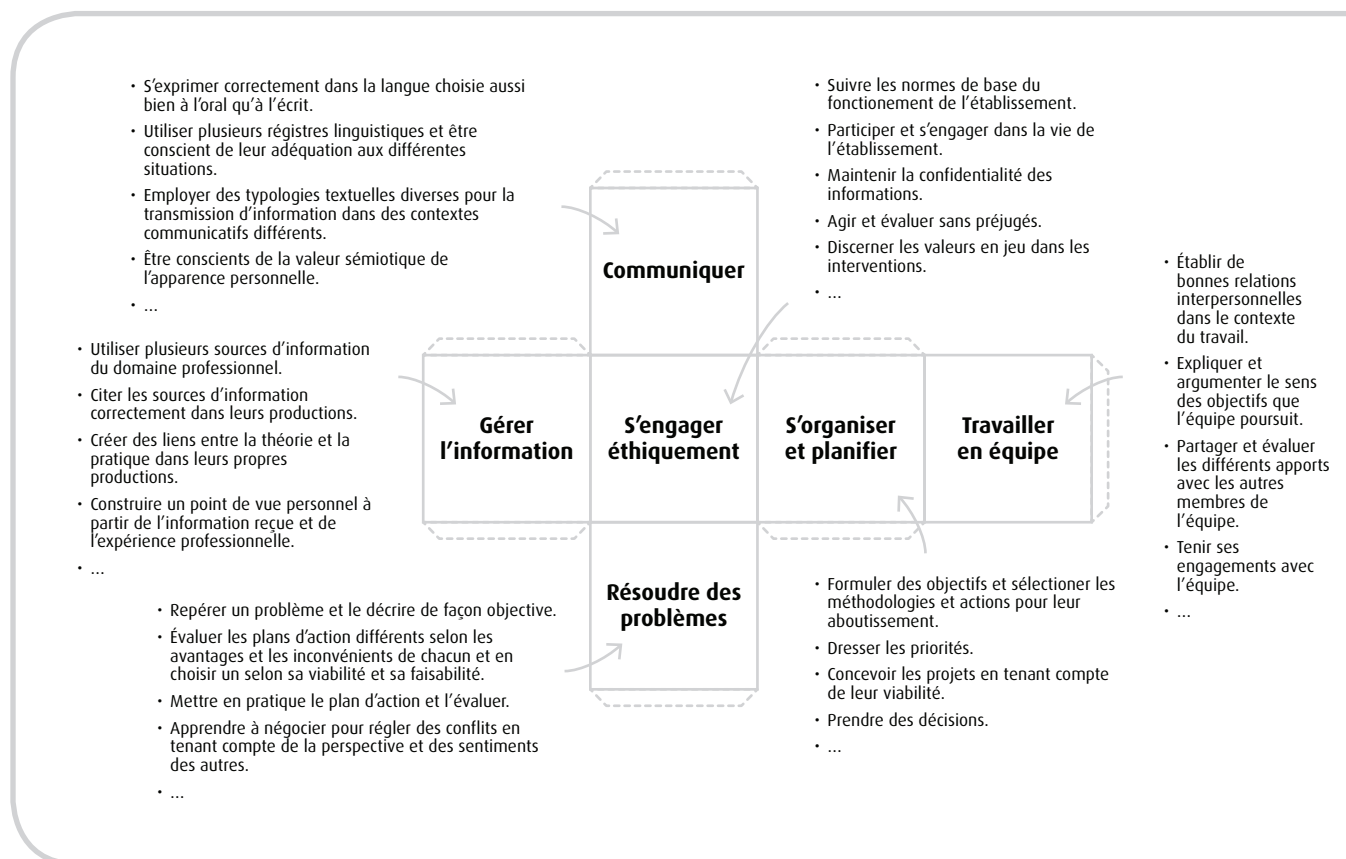 · S'exprimer correctement dans la langue choisie aussi
bien à l'oral qu'à l'écrit.
· Utiliser plusieurs régistres linguistiques et être
conscient de leur adéquation aux différentes
situations.
· Employer des typologies textuelles diverses pour la
transmission d'information dans des contextes
communicatifs différents.
· Être conscients de la valeur sémiotique de
l'apparence personnelle.
· ...
· Suivre les normes de base du
fonctionement de l'établissement.
· Participer et s'engager dans la vie de
l'établissement.
· Maintenir la confidentialité des
informations.
· Agir et évaluer sans préjugés.
· Discerner les valeurs en jeu dans les
interventions.
· ...
Communiquer
· Établir de
bonnes relations
interpersonnelles
dans le contexte
du travail.
· Expliquer et
argumenter le sens
des objectifs que
l'équipe poursuit.
· Partager et évaluer
les différents apports
avec les autres
membres de
l'équipe.
· Tenir ses
engagements avec
l'équipe.
· ...
· Utiliser plusieurs sources d'information
du domaine professionnel.
· Citer les sources d'information
correctement dans leurs productions.
· Créer des liens entre la théorie et la
pratique dans leurs propres
productions.
· Construire un point de vue personnel à
partir de l'information reçue et de
l'expérience professionnelle.
· ...
Gérer
l'information
S'engager
éthiquement
S'organiser
et planifier
Travailler
en équipe
Résoudre des
problèmes
· Repérer un problème et le décrire de façon objective.
· Évaluer les plans d'action différents selon les
avantages et les inconvénients de chacun et en
choisir un selon sa viabilité et sa faisabilité.
· Mettre en pratique le plan d'action et l'évaluer.
· Apprendre à négocier pour régler des conflits en
tenant compte de la perspective et des sentiments
des autres.
· ...
· Formuler des objectifs et sélectioner les
méthodologies et actions pour leur
aboutissement.
· Dresser les priorités.
· Concevoir les projets en tenant compte
de leur viabilité.
· Prendre des décisions.
· ...